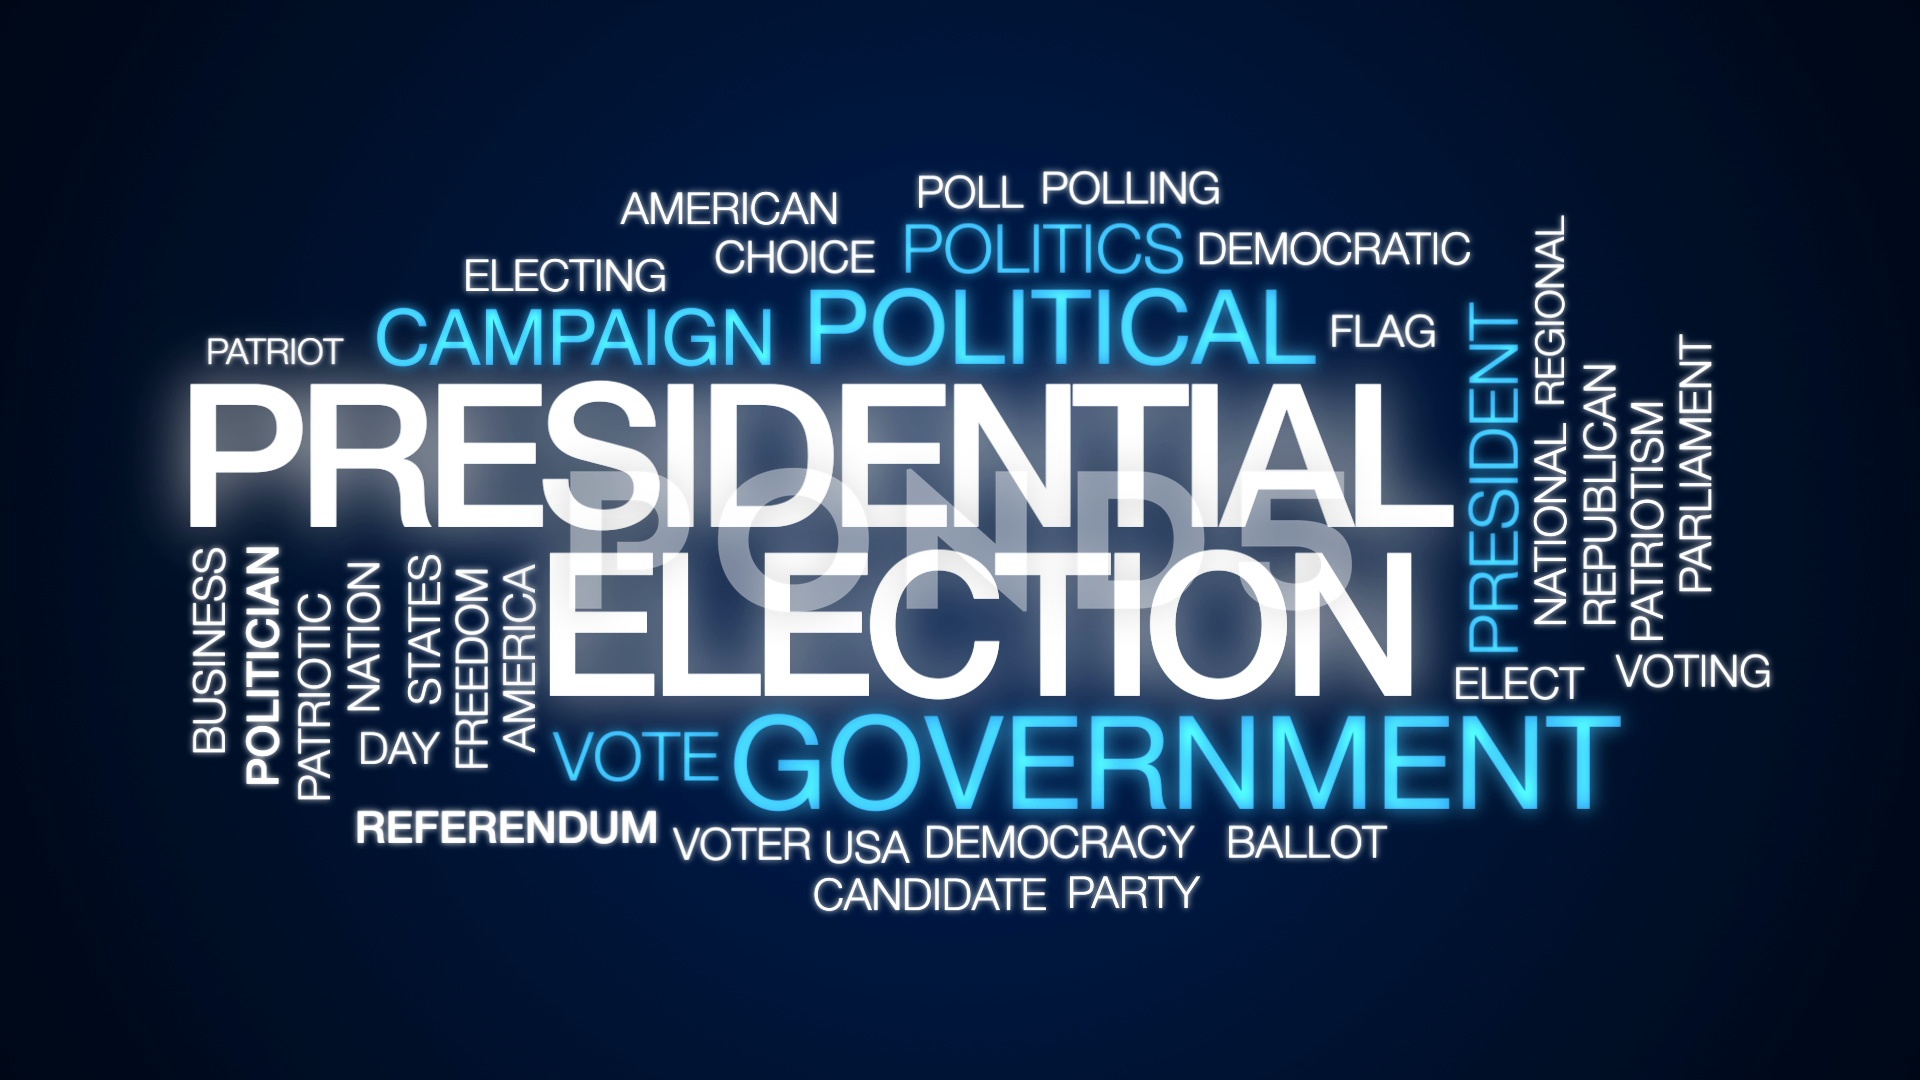 POLL POLLING
AMERICAN
CHOICE POLITICS DEMOCRATIC
ELECTING
PATRIOT CAMPAIGN POLITICAL FLAG
PRESIDENTIAL
ELECTION
POND5
PRESIDENT
NATIONAL REGIONAL
REPUBLICAN
PATRIOTISM
PARLIAMENT
BUSINESS
POLITICIAN
PATRIOTIC
NATION
STATES
FREEDOM
AMERICA
DAY
ELECT VOTING
VOTE GOVERNMENT
REFERENDUM VOTER USA DEMOCRACY BALLOT
CANDIDATE PARTY